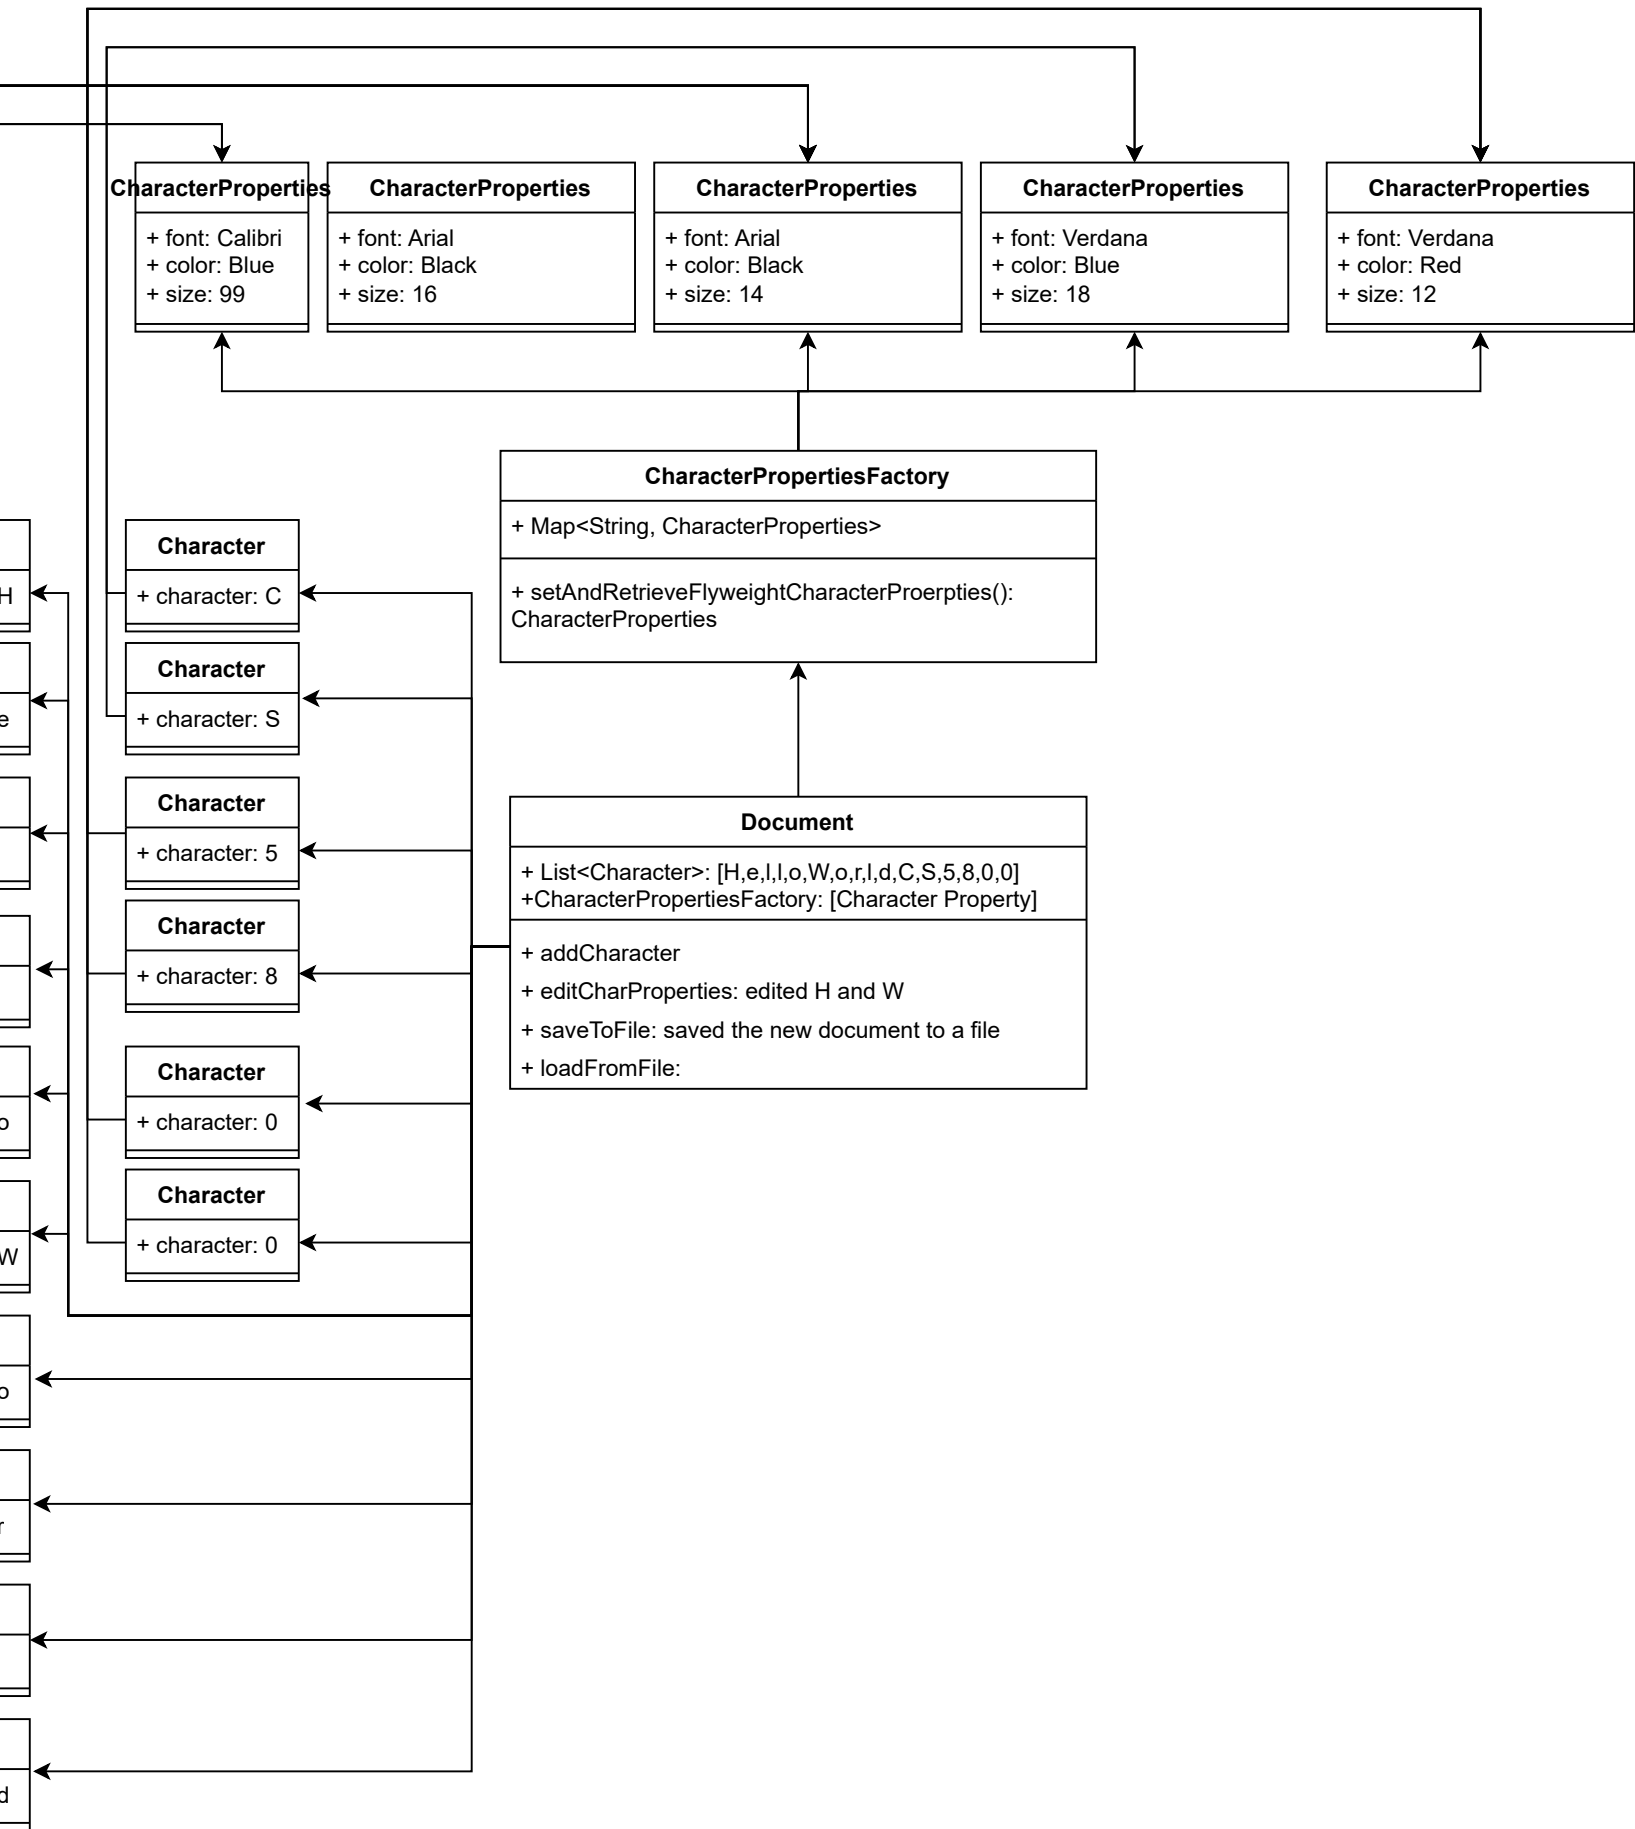 CharacterProperties
+ font: Calibri
+ color: Blue
+ size: 99
CharacterProperties
+ font: Arial
+ color: Black
+ size: 16
CharacterProperties
+ font: Arial
+ color: Black
+ size: 14
CharacterProperties
+ font: Verdana
+ color: Blue
+ size: 18
CharacterProperties
+ font: Verdana
+ color: Red
+ size: 12
CharacterPropertiesFactory
+ Map<String, CharacterProperties>
+ setAndRetrieveFlyweightCharacterProerpties():
CharacterProperties
H
e
o
W
o
r
d
Character
+ character: C
Character
+ character: S
Character
+ character: 5
Character
+ character: 8
Character
+ character: 0
Character
+ character: 0
Document
+ List<Character>: [H,e,l,l,o,W,o,r,l,d,C,S,5,8,0,0]
+CharacterPropertiesFactory: [Character Property]
+ addCharacter
+ editCharProperties: edited H and W
+ saveToFile: saved the new document to a file
+ loadFromFile: